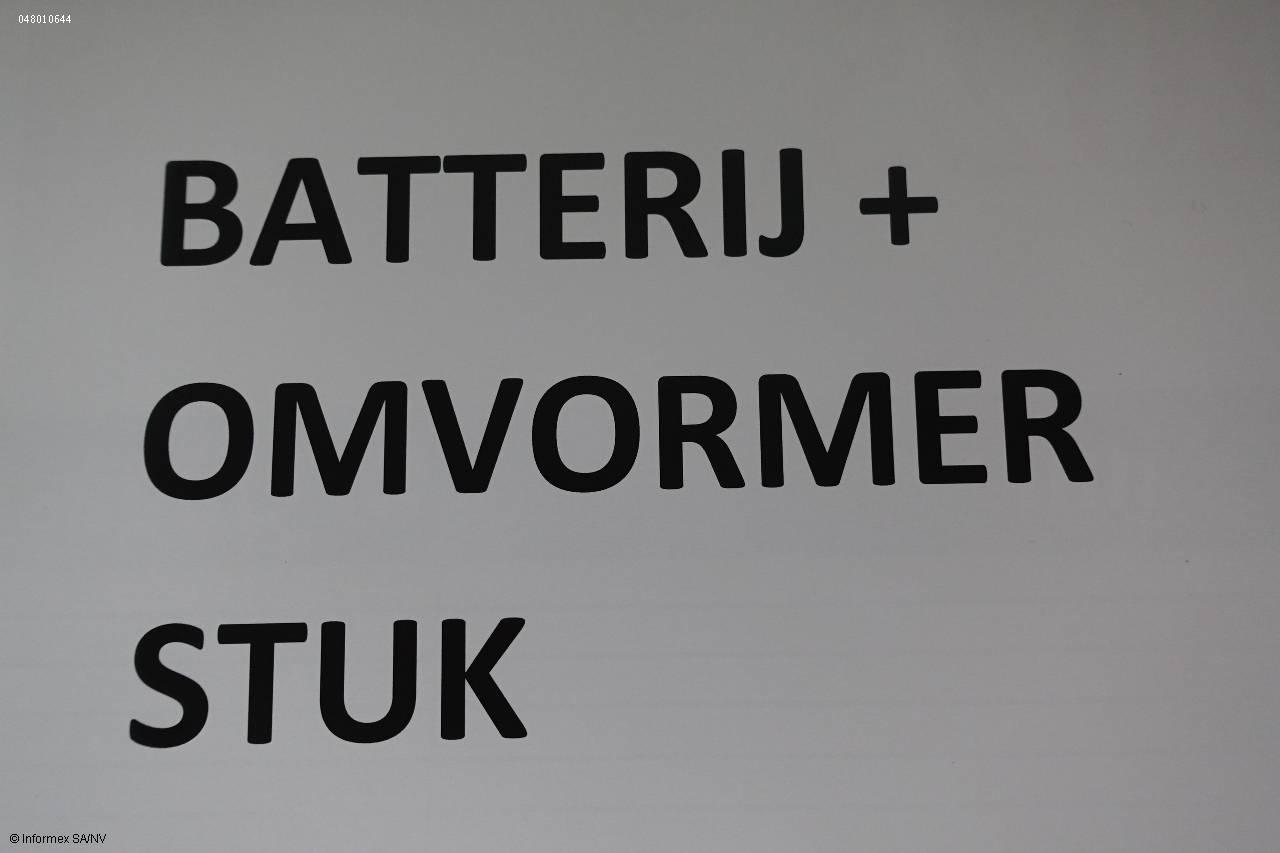 048010644
BATTERIJ +
OMVORMER
STUK
© Informex SA/NV